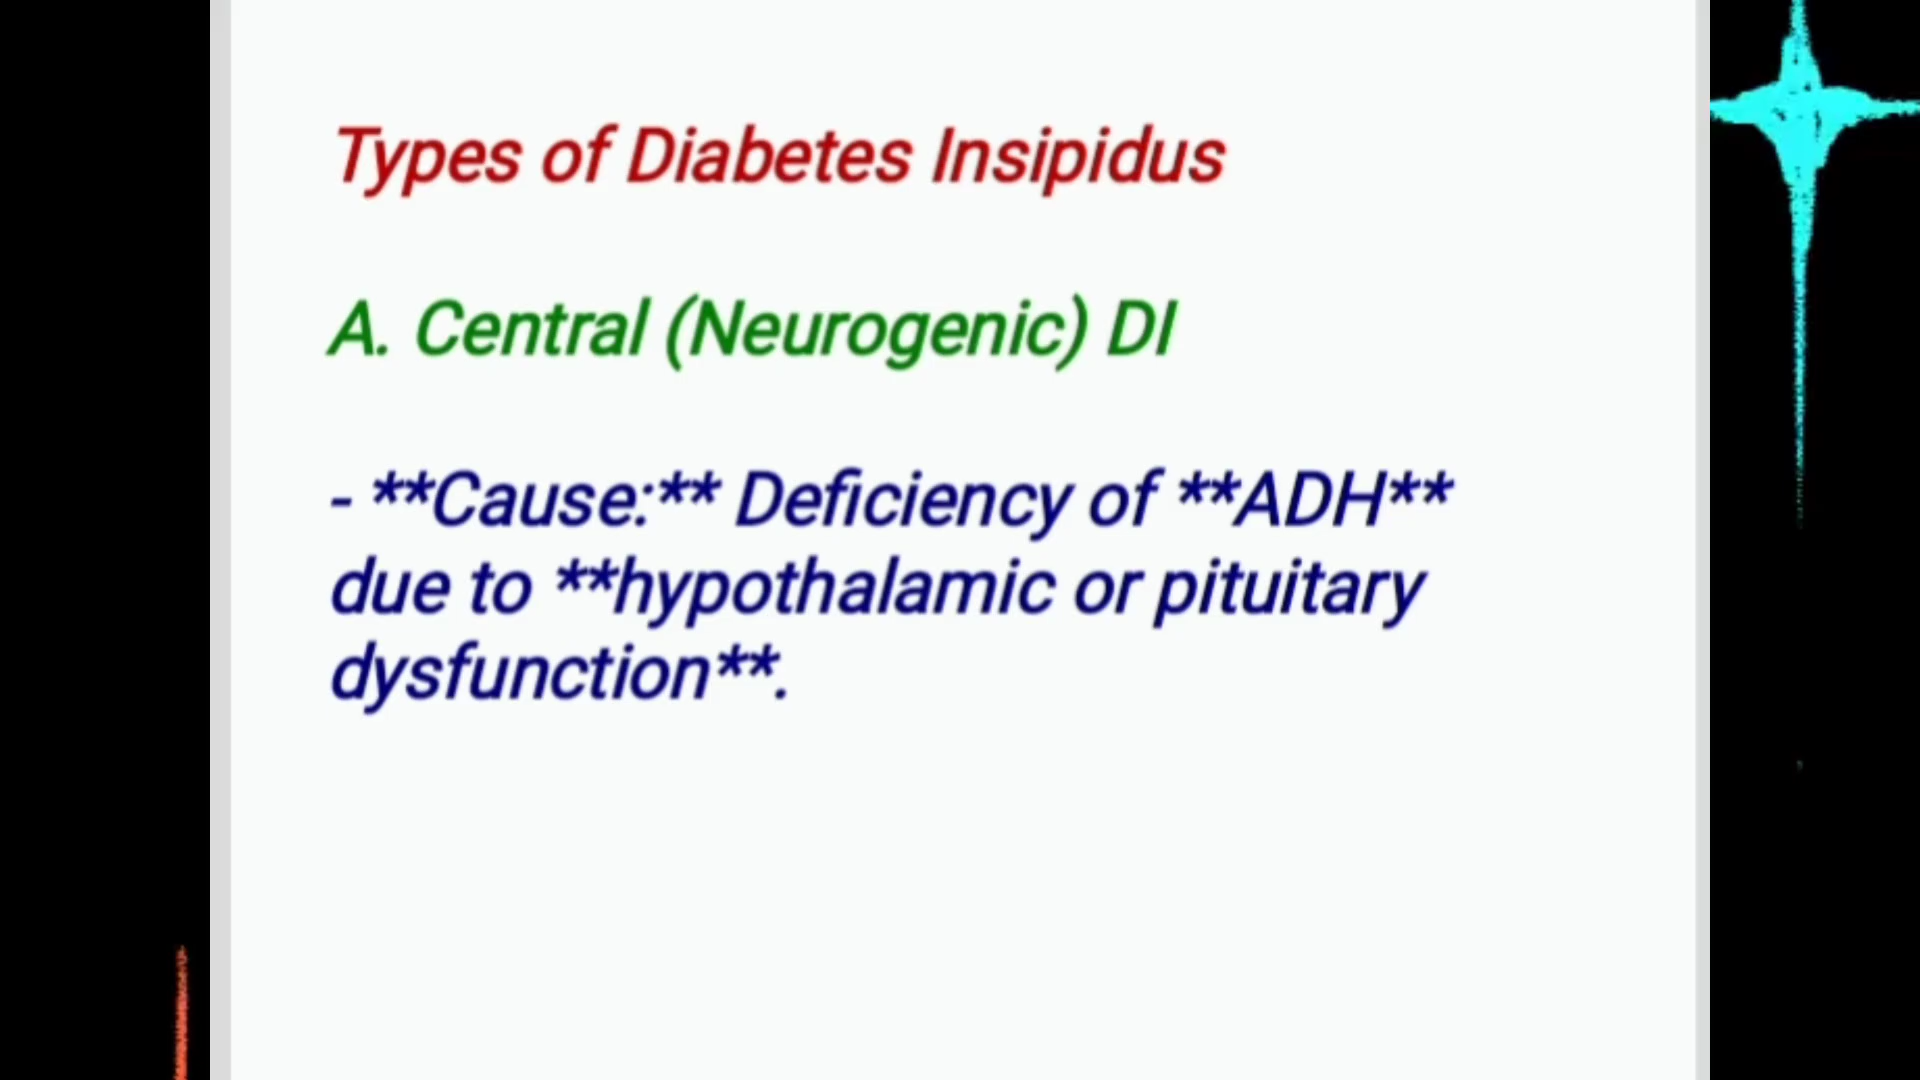 Types of Diabetes Insipidus
A. Central (Neurogenic) DI
- **Cause:** Deficiency of **ADH**
due to **hypothalamic or pituitary
dysfunction**.